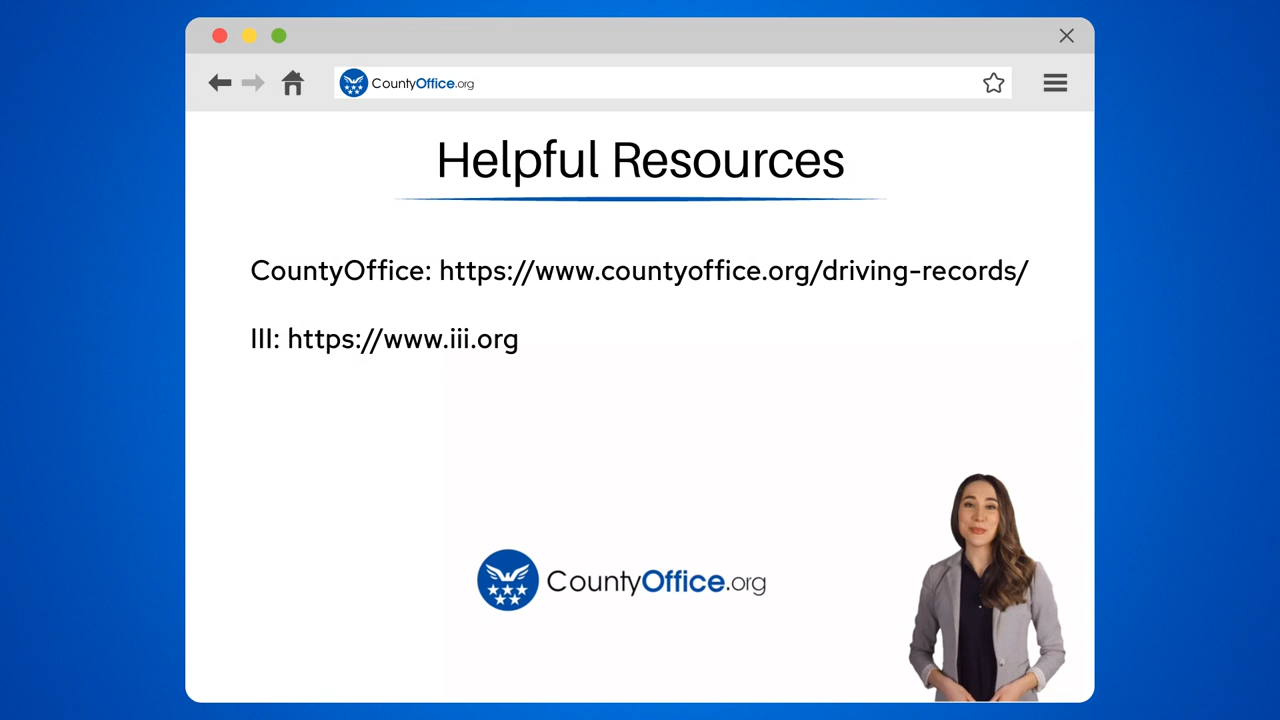 CountyOffice.org
Helpful Resources
CountyOffice: https://www.countyoffice.org/driving-records/
III: https://www.iii.org
CountyOffice.org